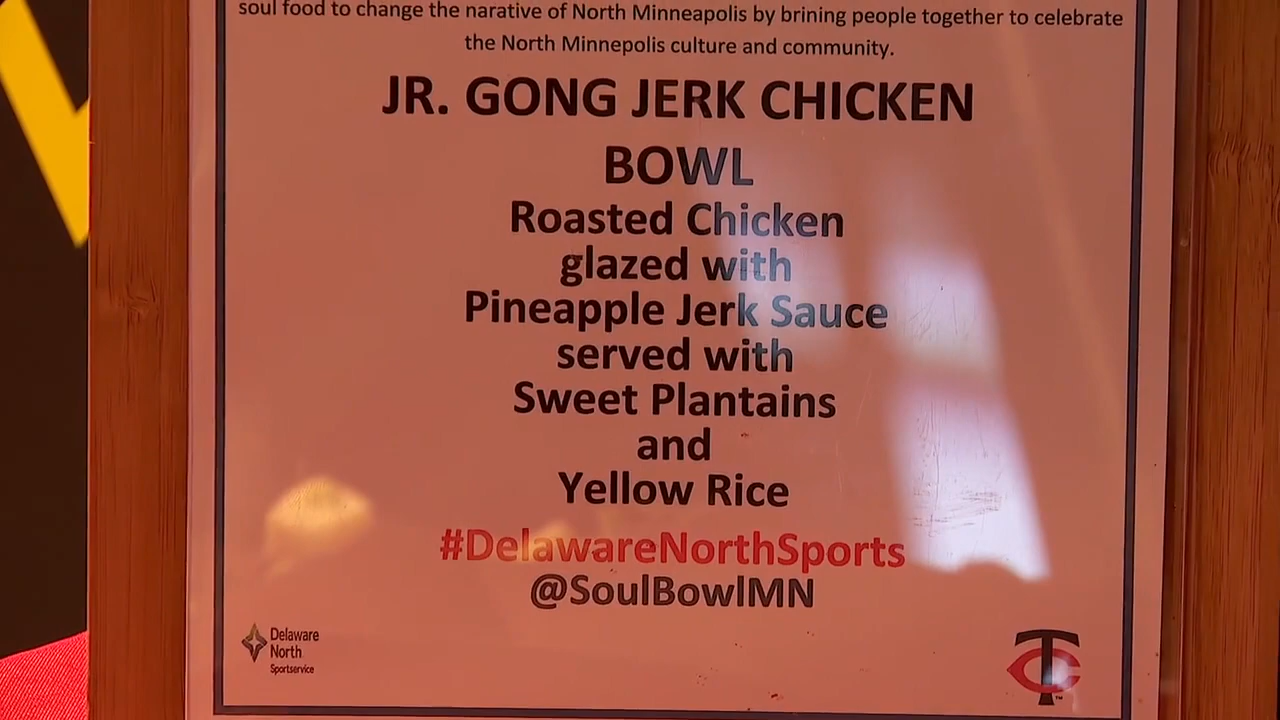 soul food to change the narative of North Minneapolis by brining people together to celebrate
the North Minnepolis culture and community.
JR. GONG JERK CHICKEN
BOWL
Roasted Chicken
glazed with
Pineapple Jerk Sauce
served with
Sweet Plantains
and
Yellow Rice
#DelawareNorthSports
@SoulBowlMN
Delaware
North
Sportservice
TC